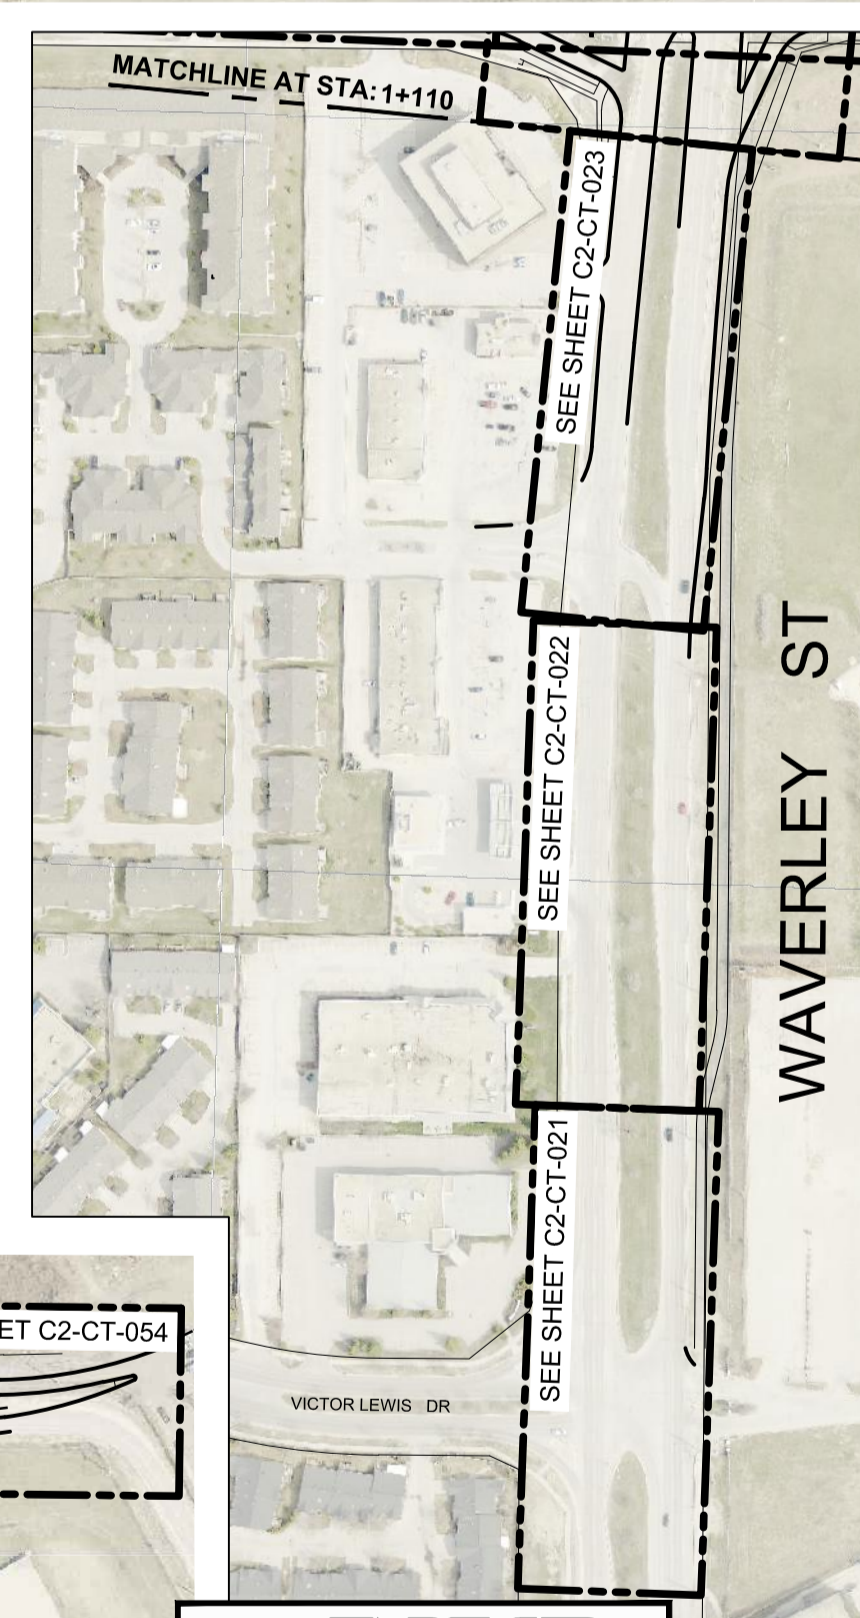 MATCHLINE AT STA:1+110
SEE SHEET C2-CT-023
SEE SHEET C2-CT-022
WAVERLEY ST
SEE SHEET C2-CT-021
ET C2-CT-054
VICTOR LEWIS DR